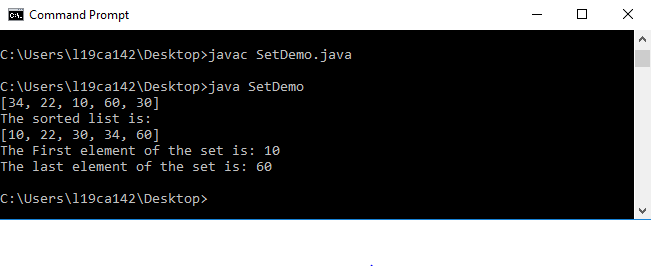 Command Prompt
C:\Users\l19ca142\Desktop>javac SetDemo.java
C:\Users\l19ca142\Desktop>java SetDemo
[34, 22, 10, 60, 30]
The sorted list is:
[10, 22, 30, 34, 60]
The First element of the set is: 10
The last element of the set is: 60
C:\Users\l19ca142\Desktop>